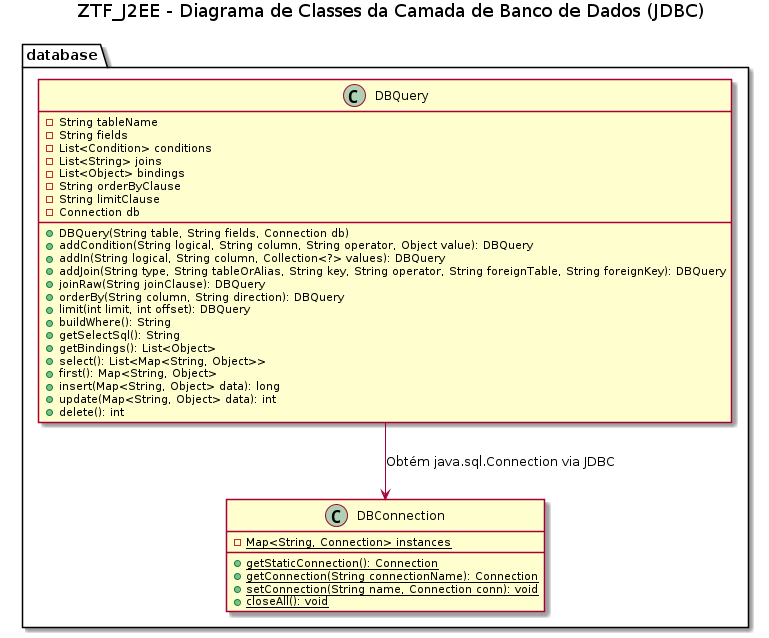 ZTF_J2EE - Diagrama de Classes da Camada de Banco de Dados (JDBC)
database
C DBQuery
String tableName
String fields
List<Condition> conditions
List<String> joins
List<Object> bindings
String orderByClause
String limitClause
Connection db
DBQuery(String table, String fields, Connection db)
addCondition(String logical, String column, String operator, Object value): DBQuery
addIn(String logical, String column, Collection<?> values): DBQuery
addJoin(String type, String tableOrAlias, String key, String operator, String foreignTable, String foreignKey): DBQuery
joinRaw(String joinClause): DBQuery
orderBy(String column, String direction): DBQuery
limit(int limit, int offset): DBQuery
buildWhere(): String
getSelectSql(): String
getBindings(): List<Object>
select(): List<Map<String, Object>>
first(): Map<String, Object>
insert(Map<String, Object> data): long
update(Map<String, Object> data): int
delete(): int
Obtém java.sql.Connection via JDBC
C DBConnection
Map<String, Connection> instances
getStaticConnection(): Connection
getConnection(String connectionName): Connection
setConnection(String name, Connection conn): void
closeAll(): void